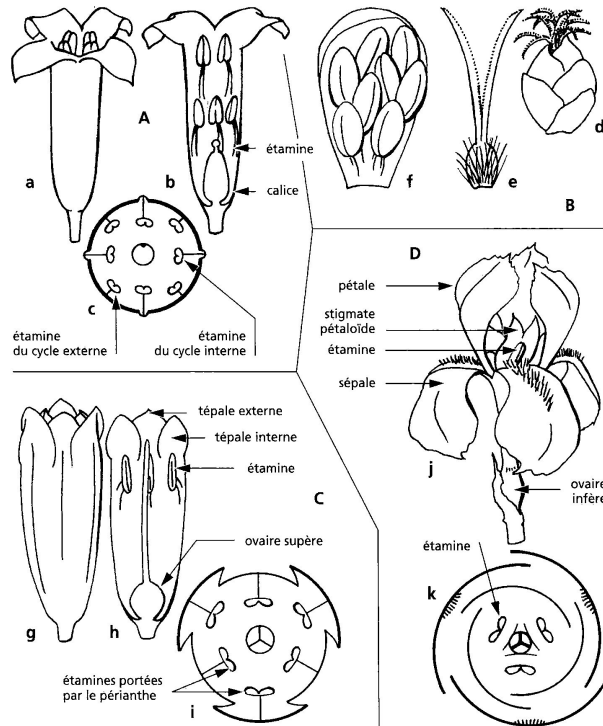 A
a
b
étamine
calice
c
étamine
du cycle externe
étamine
du cycle interne
f
e
d
B
D
pétale
stigmate
pétaloïde
étamine
sépale
j
ovaire
infère
étamine
k
tépale externe
tépale interne
étamine
C
ovaire supère
g
h
étamines portées
par le périanthe
i